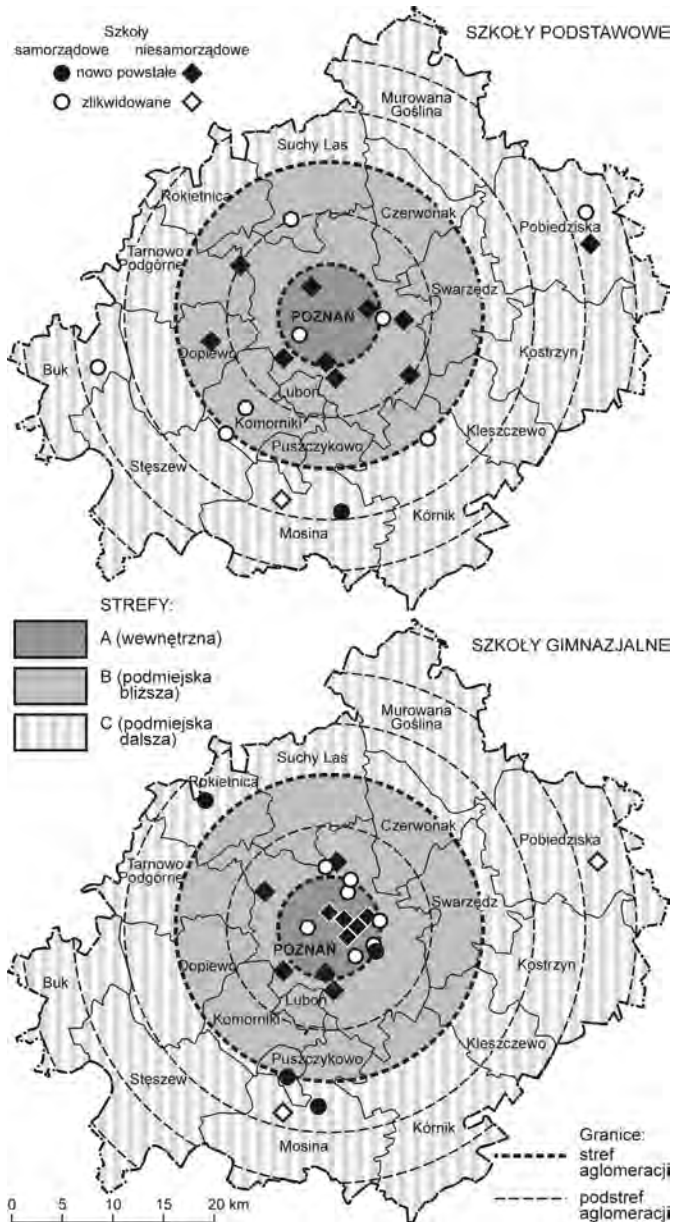 Szkoły
samorządowe niesamorządowe
nowo powstałe
zlikwidowane
SZKOŁY PODSTAWOWE
Murowana
Goślina
Suchy Las
Rokietnica
Czerwonak
Pobiedziska
Tarnowo
Podgórne
Swarzędz
POZNAŃ
Dopiewo
Kostrzyn
Buk
Luboń
Komorniki
Puszczykowo
Kleszczewo
Stęszew
Mosina
Kórnik
STREFY:
A (wewnętrzna)
B (podmiejska
bliższa)
C (podmiejska
dalsza)
SZKOŁY GIMNAZJALNE
Murowana
Goślina
Suchy Las
Rokietnica
Czerwonak
Pobiedziska
Tarnowo
Podgórne
Swarzędz
POZNAŃ
Dopiewo
Kostrzyn
Buk
Luboń
Komorniki
Kleszczewo
Puszczykowo
Stęszew
Kórnik
Mosina
Granice:
stref
aglomeracji
podstref
aglomeracji
0 5 10 15 20 km